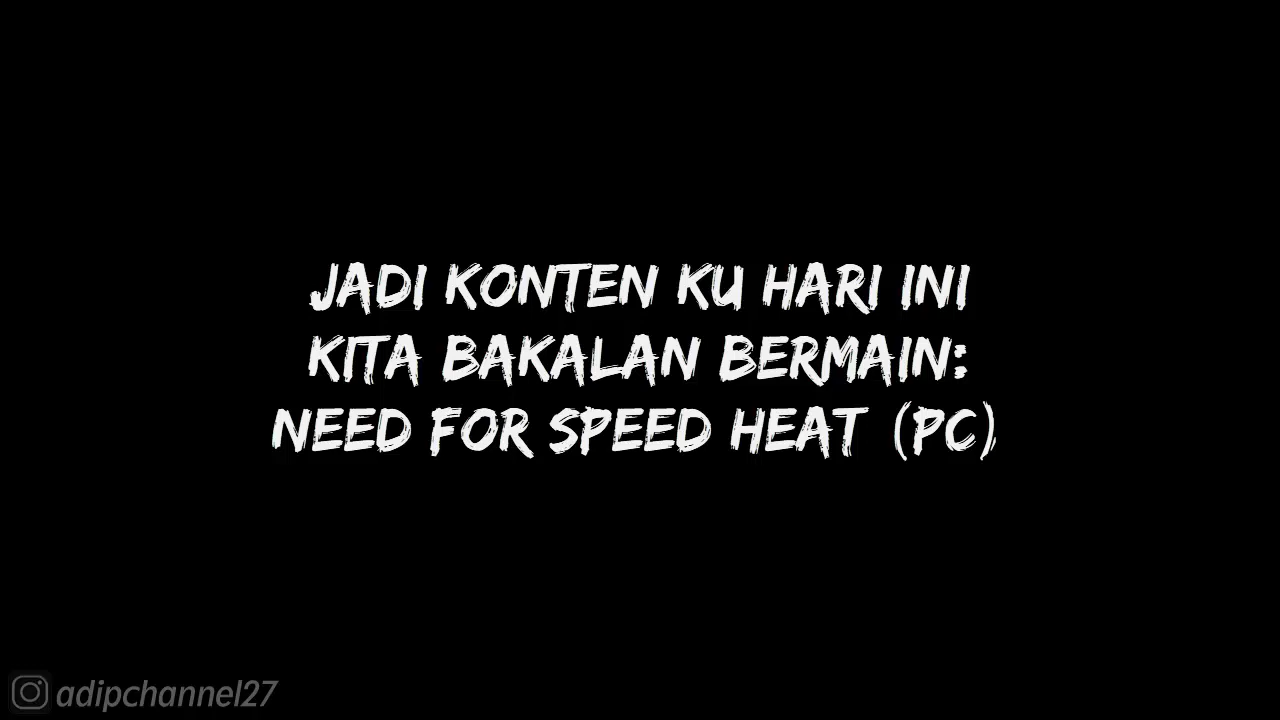 JADI KONTEN KU HARI INI
KITA BAKALAN BERMAIN:
NEED FOR SPEED HEAT (PC)
adipchannel27